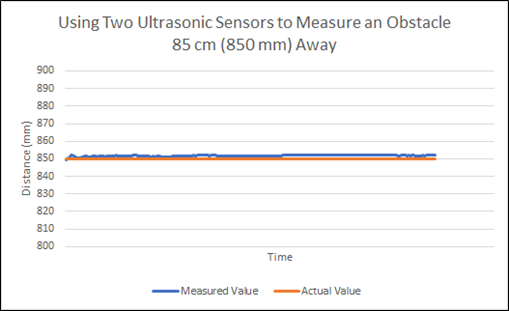 Using Two Ultrasonic Sensors to Measure an Obstacle
85 cm (850 mm) Away
900
890
880
870
860
850
840
830
820
810
800
Distance (mm)
Time
Measured Value Actual Value